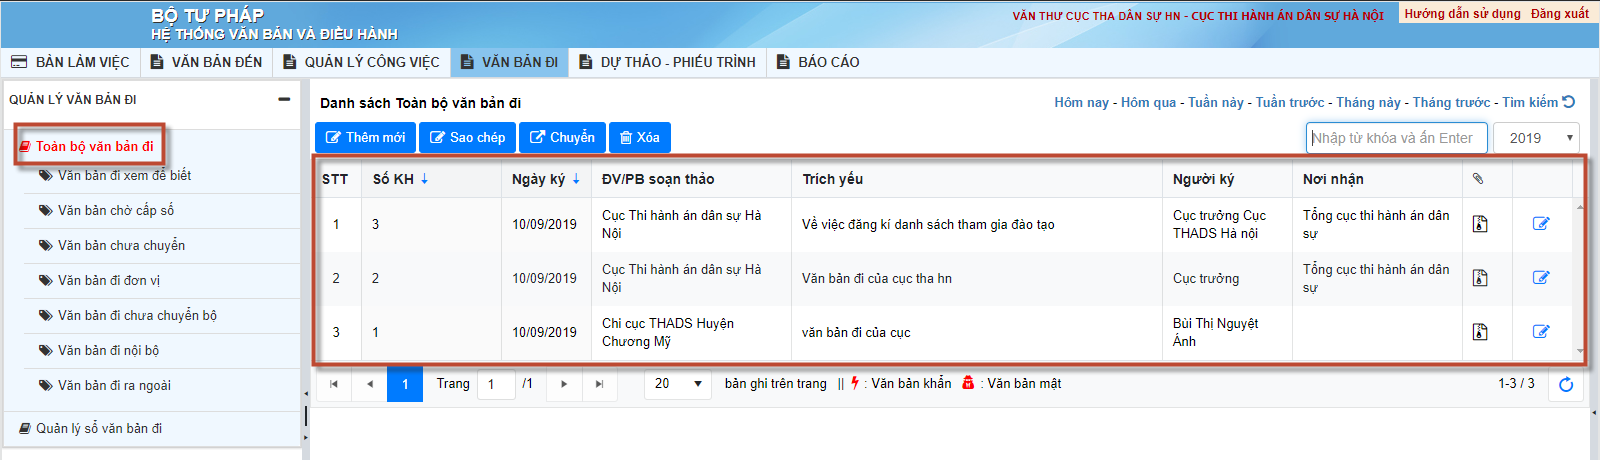 BỘ TƯ PHÁP
HỆ THỐNG VĂN BẢN VÀ ĐIỀU HÀNH
VĂN THƯ CỤC THA DÂN SỰ HN - CỤC THI HÀNH ÁN DÂN SỰ HÀ NỘI
Hướng dẫn sử dụng Đăng xuất
BÀN LÀM VIỆC VĂN BẢN ĐẾN QUẢN LÝ CÔNG VIỆC VĂN BẢN ĐI DỰ THẢO - PHIẾU TRÌNH BÁO CÁO
QUẢN LÝ VĂN BẢN ĐI
Toàn bộ văn bản đi
Văn bản đi xem để biết
Văn bản chờ cấp số
Văn bản chưa chuyển
Văn bản đi đơn vị
Văn bản đi chưa chuyển bộ
Văn bản đi nội bộ
Văn bản đi ra ngoài
Quản lý sổ văn bản đi
Danh sách Toàn bộ văn bản đi
Hôm nay - Hôm qua - Tuần này - Tuần trước - Tháng này - Tháng trước - Tìm kiếm
Thêm mới Sao chép Chuyển Xóa
Nhập từ khóa và ấn Enter 2019
STT Số KH Ngày ký ĐV/PB soạn thảo Trích yếu Người ký Nơi nhận
1 3 10/09/2019 Cục Thi hành án dân sự Hà Nội Về việc đăng kí danh sách tham gia đào tạo Cục trưởng Cục THADS Hà nội Tổng cục thi hành án dân sự
2 2 10/09/2019 Cục Thi hành án dân sự Hà Nội Văn bản đi của cục tha hn Cục trưởng Tổng cục thi hành án dân sự
3 1 10/09/2019 Chi cục THADS Huyện Chương Mỹ văn bản đi của cục Bùi Thị Nguyệt Ánh
1 Trang 1 /1 20 bản ghi trên trang || : Văn bản khẩn : Văn bản mật 1-3 / 3